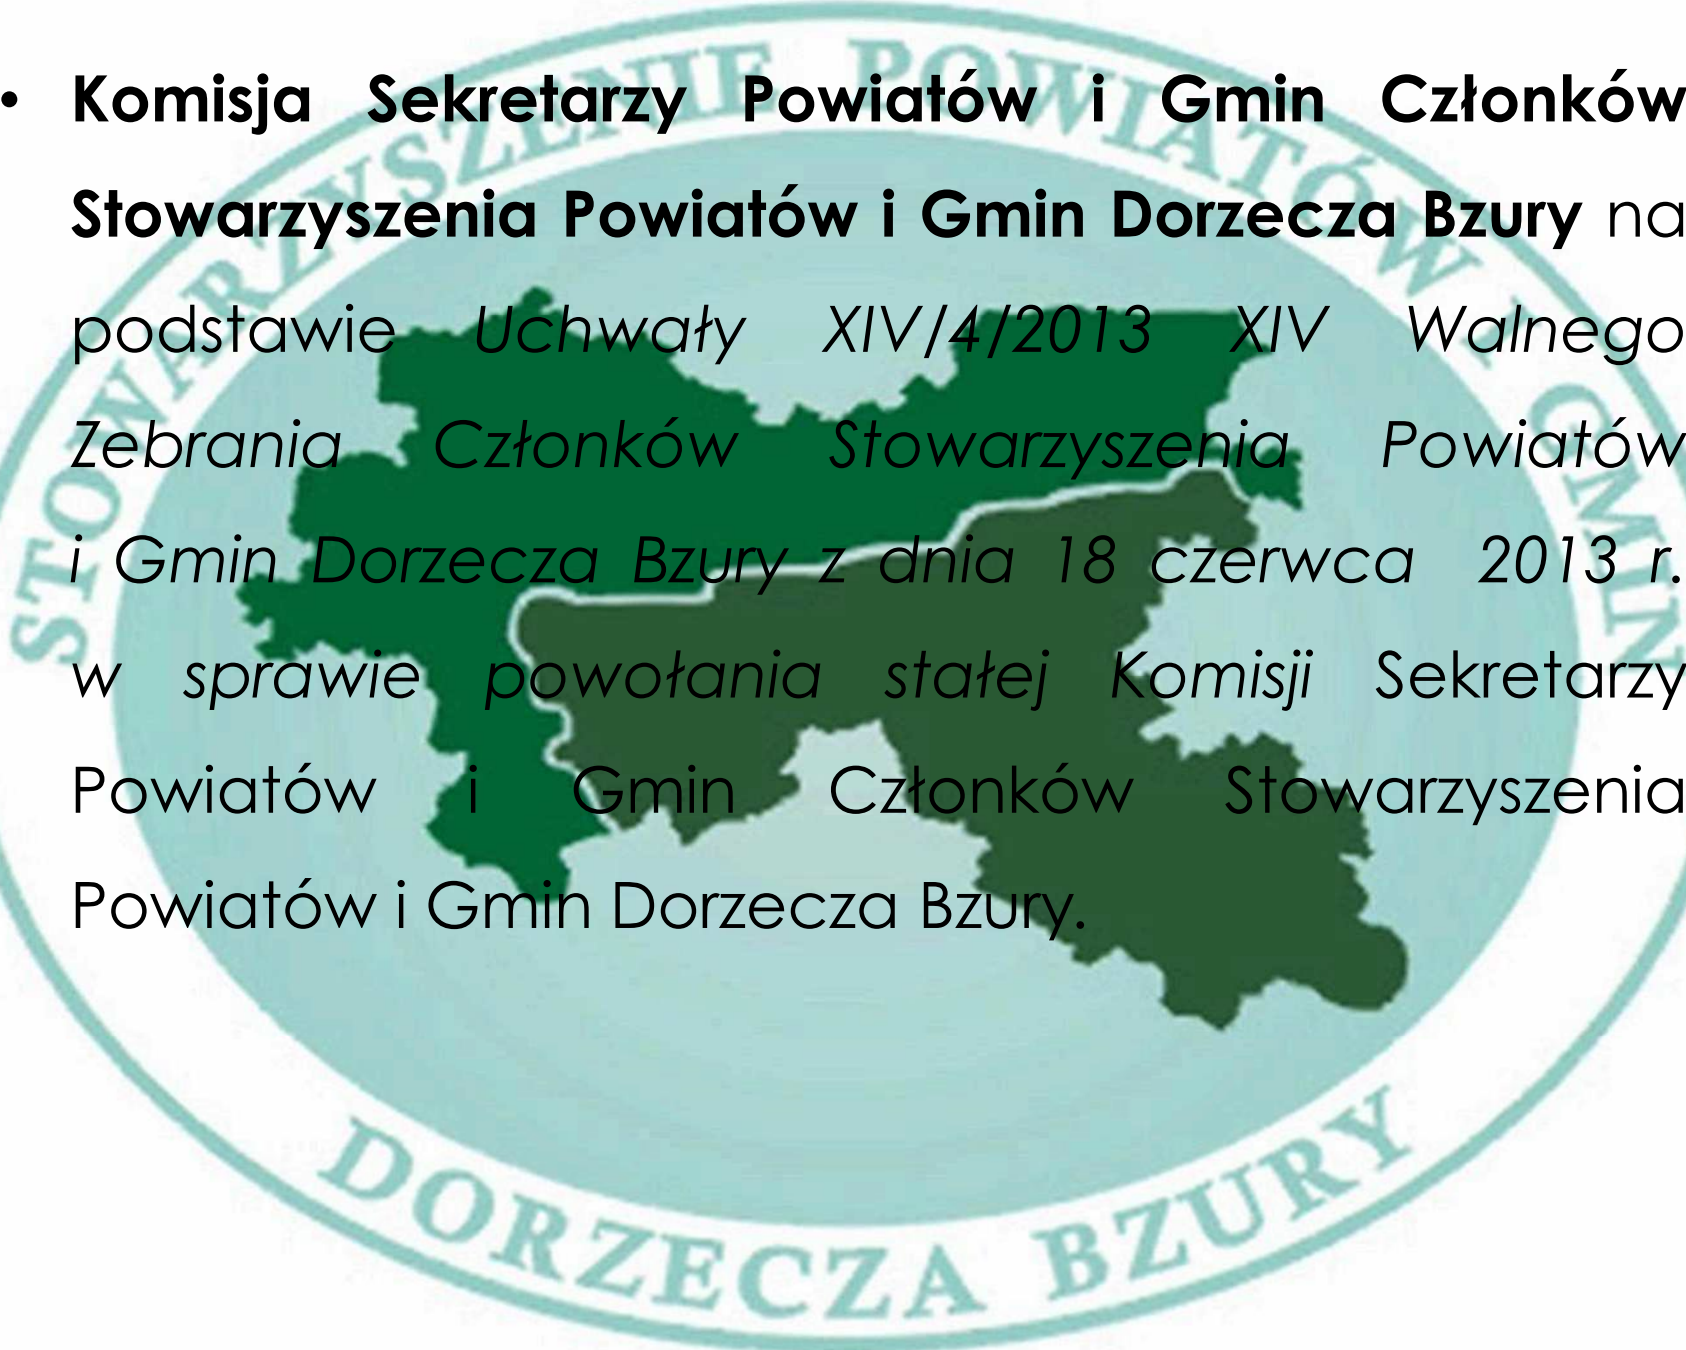 • Komisja Sekretarzy Powiatów i Gmin Członków
Stowarzyszenia Powiatów i Gmin Dorzecza Bzury na
podstawie Uchwały XIV/4/2013 XIV Walnego
Zebrania Członków Stowarzyszenia Powiatów
i Gmin Dorzecza Bzury z dnia 18 czerwca 2013 r.
w sprawie powołania stałej Komisji Sekretarzy
Powiatów i Gmin Członków Stowarzyszenia
Powiatów i Gmin Dorzecza Bzury.
STOWARZYSZENIE POWIATÓW I GMIN
DORZECZA BZURY